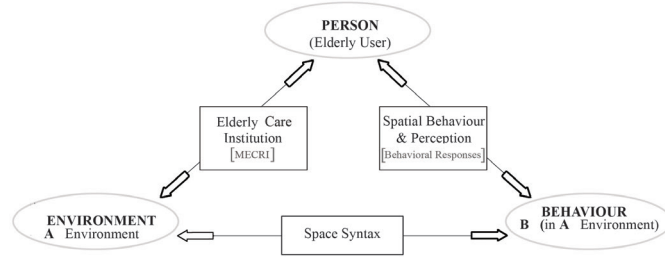 PERSON
(Elderly User)
Elderly Care
Institution
[MECRI]
Spatial Behaviour
& Perception
[Behavioral Responses]
ENVIRONMENT
A Environment
Space Syntax
BEHAVIOUR
B (in A Environment)